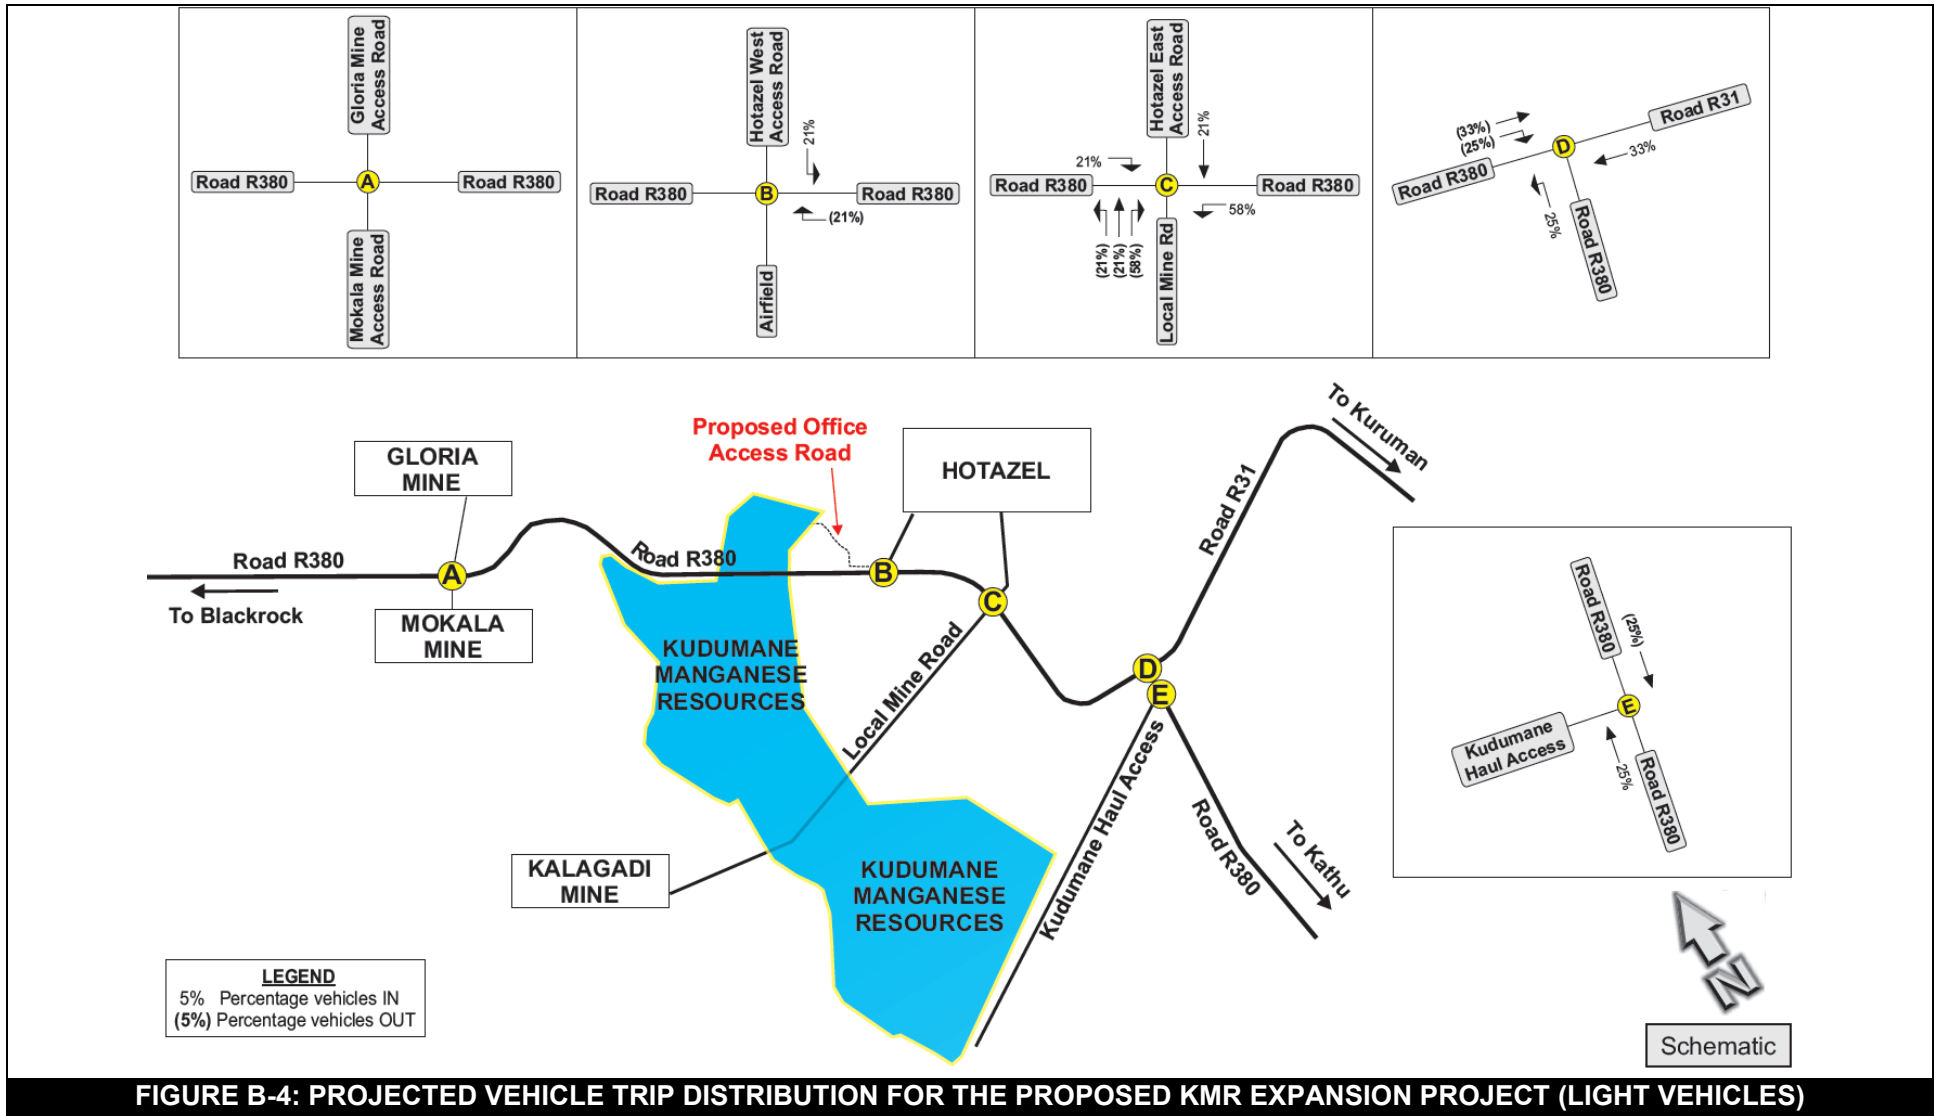 Gloria Mine
Access Road
Road R380
A
Road R380
Mokala Mine
Access Road
Hotazel West
Access Road
21%
Road R380
B
Road R380
(21%)
Airfield
Hotazel East
Access Road
21%
21%
Road R380
C
Road R380
58%
(21%)
(21%)
(58%)
Local Mine Rd
Road R31
(33%)
(25%)
D
33%
Road R380
25%
Road R380
To Kuruman
Proposed Office
Access Road
GLORIA
MINE
HOTAZEL
Road R31
Road R380
A
Road R380
B
To Blackrock
MOKALA
MINE
C
KUDUMANE
MANGANESE
RESOURCES
Local Mine Road
D
E
Road R380
(25%)
E
Kudumane
Haul Access
25%
Road R380
Kudumane Haul Access
Road R380
To Kathu
KALAGADI
MINE
KUDUMANE
MANGANESE
RESOURCES
LEGEND
5% Percentage vehicles IN
(5%) Percentage vehicles OUT
N
Schematic
FIGURE B-4: PROJECTED VEHICLE TRIP DISTRIBUTION FOR THE PROPOSED KMR EXPANSION PROJECT (LIGHT VEHICLES)